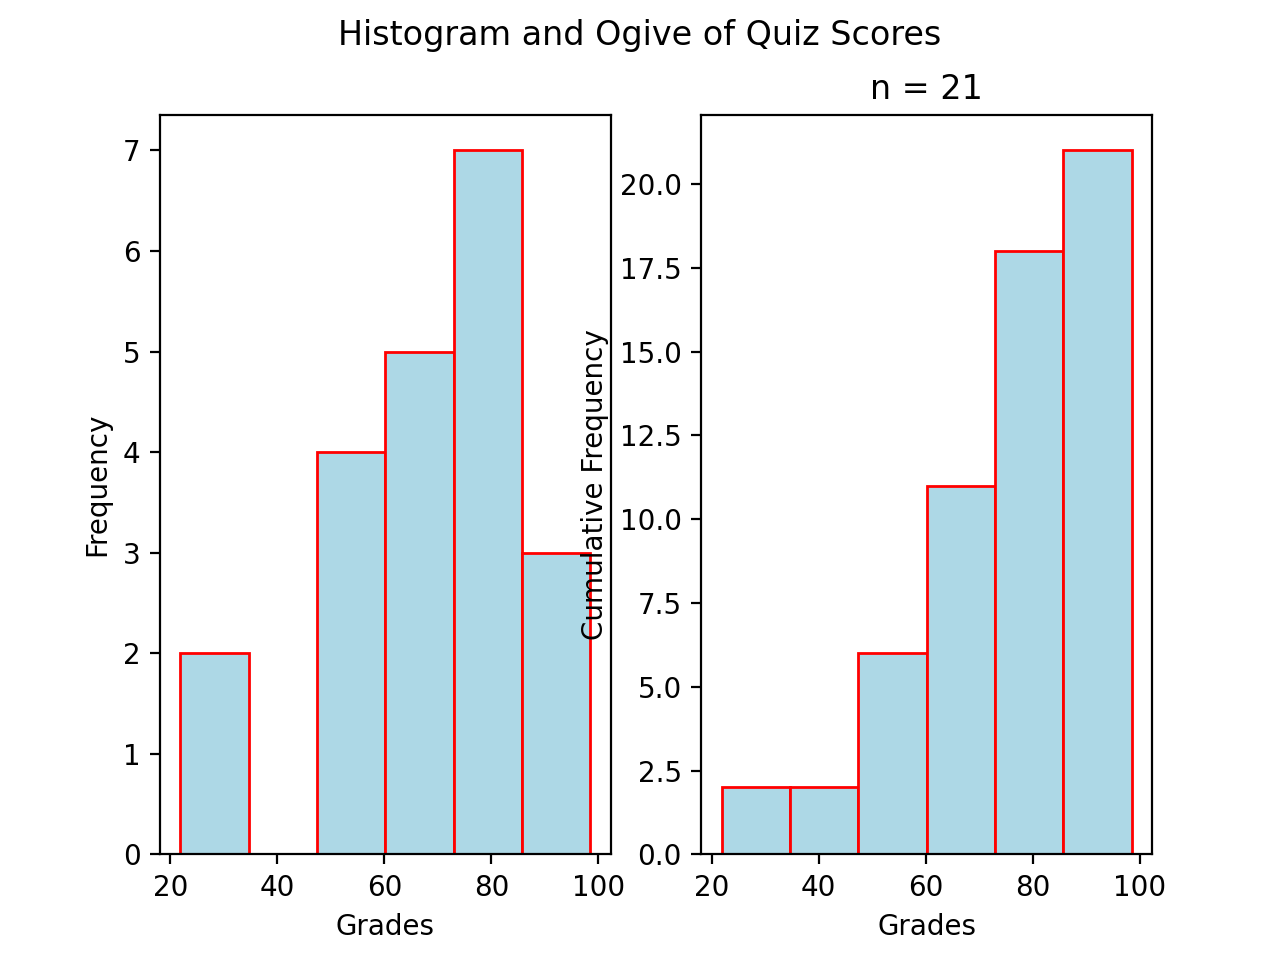 Histogram and Ogive of Quiz Scores
n = 21
Frequency
7
6
5
4
3
2
1
0
20 40 60 80 100
Grades
Cumulative Frequency
20.0
17.5
15.0
12.5
10.0
7.5
5.0
2.5
0.0
20 40 60 80 100
Grades